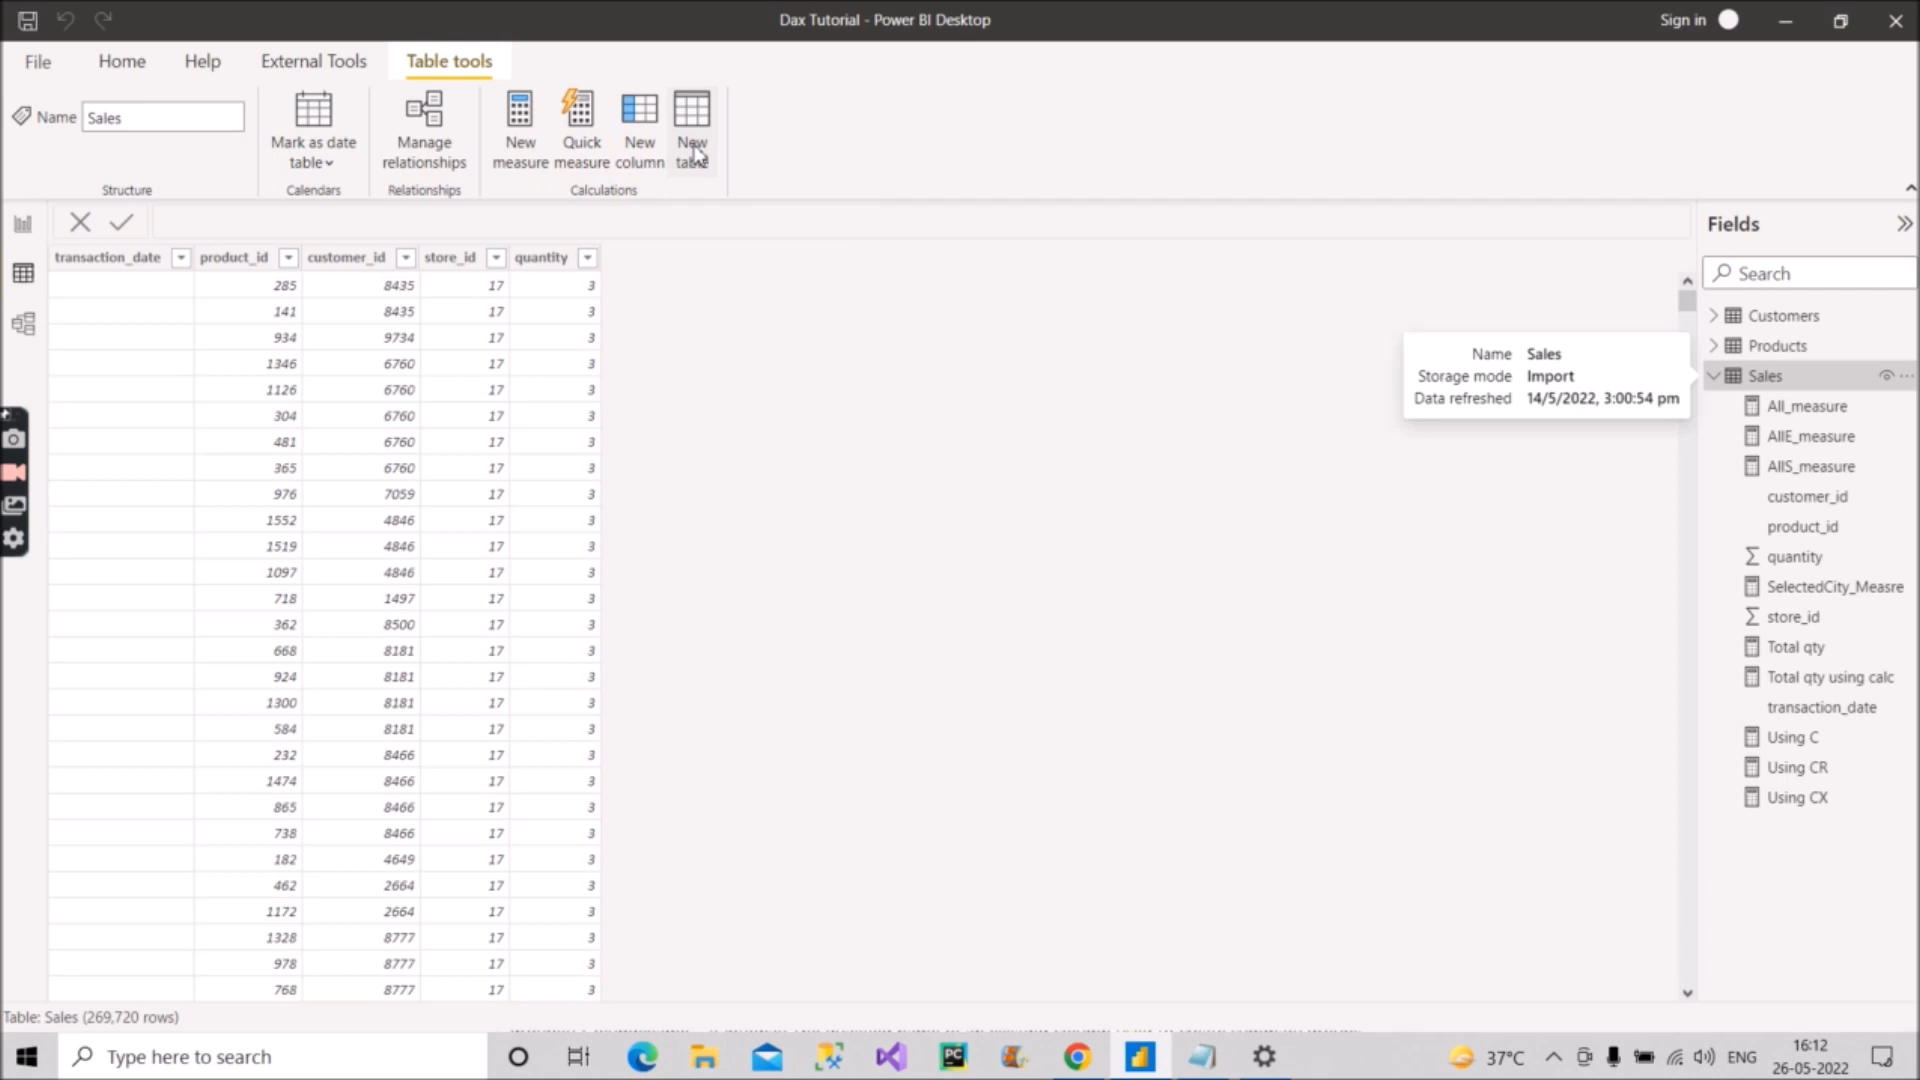 Dax Tutorial - Power BI Desktop
Sign in
File Home Help External Tools Table tools
Name Sales
Mark as date table
Manage relationships
New measure
Quick measure
New column
New table
Structure Calendars Relationships Calculations
Fields
transaction_date product_id customer_id store_id quantity
285 8435 17 3
141 8435 17 3
934 9734 17 3
1346 6760 17 3
1126 6760 17 3
304 6760 17 3
481 6760 17 3
365 6760 17 3
976 7059 17 3
1552 4846 17 3
1519 4846 17 3
1097 4846 17 3
718 1497 17 3
362 8500 17 3
668 8181 17 3
924 8181 17 3
1300 8181 17 3
584 8181 17 3
232 8466 17 3
1474 8466 17 3
865 8466 17 3
738 8466 17 3
182 4649 17 3
462 2664 17 3
1172 2664 17 3
1328 8777 17 3
978 8777 17 3
768 8777 17 3
Name Sales
Storage mode Import
Data refreshed 14/5/2022, 3:00:54 pm
Search
Customers
Products
Sales
All_measure
AllE_measure
AllS_measure
customer_id
product_id
quantity
SelectedCity_Measre
store_id
Total qty
Total qty using calc
transaction_date
Using C
Using CR
Using CX
Table: Sales (269,720 rows)
Type here to search
PC
37°C
ENG
16:12
26-05-2022